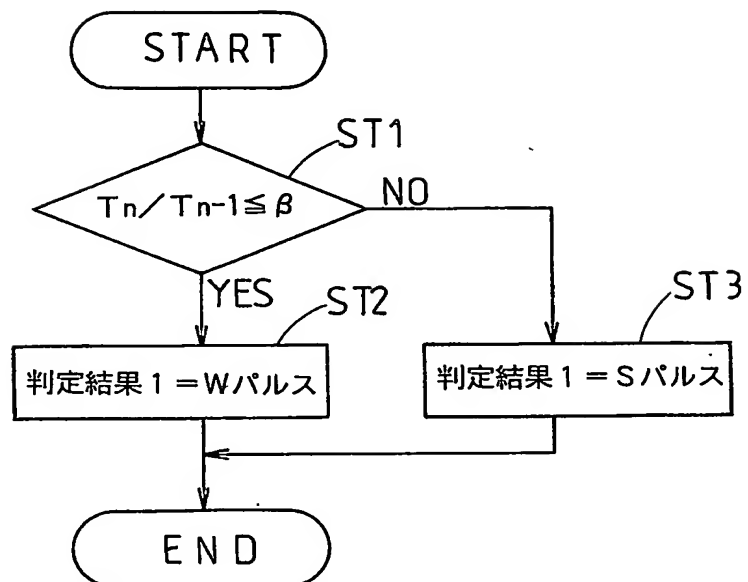 START
ST1
Tn/Tn-1≦β
NO
YES
ST2
ST3
判定結果1=Wパルス
判定結果1=Sパルス
END